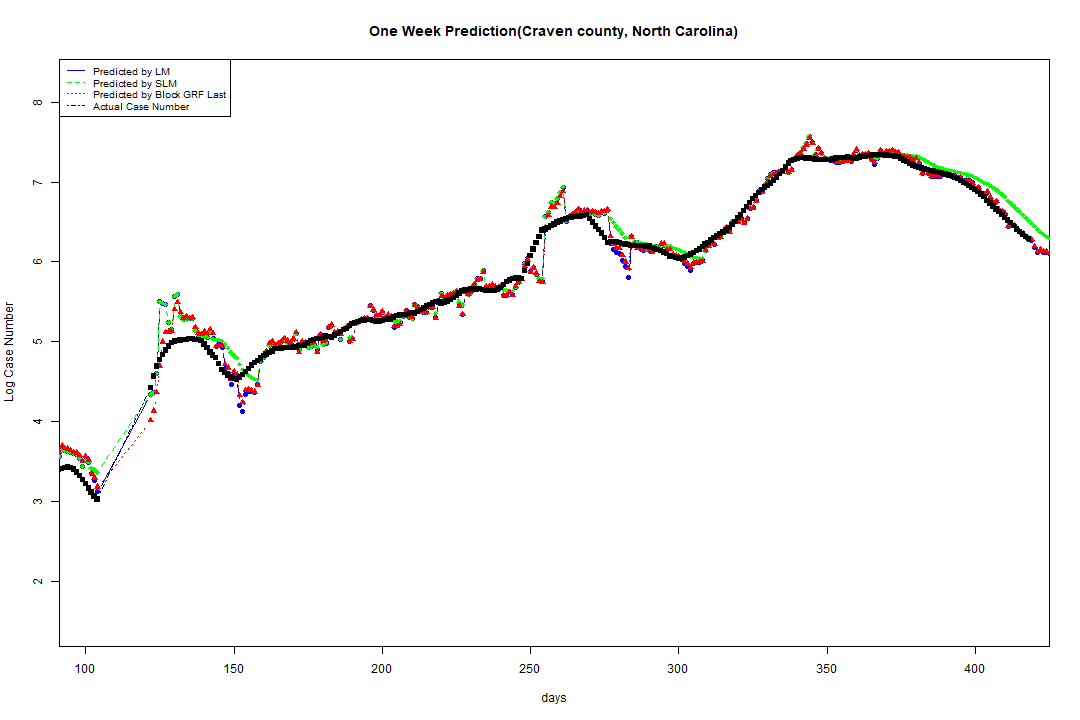 One Week Prediction(Craven county, North Carolina)
Predicted by LM
Predicted by SLM
Predicted by Block GRF Last
Actual Case Number
Log Case Number
8
7
6
5
4
3
2
100 150 200 250 300 350 400
days